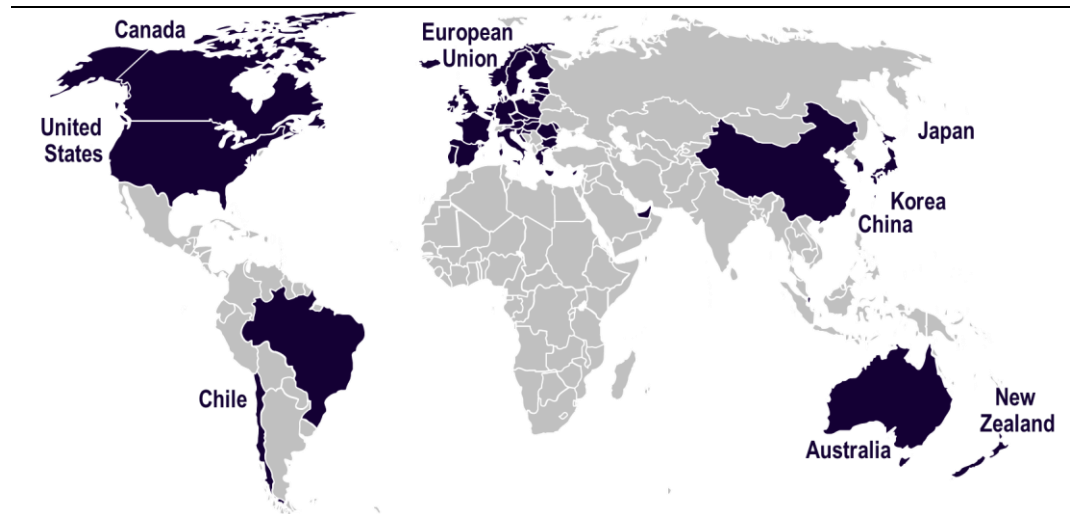 Canada
European
Union
United
States
Japan
Korea
China
Chile
New
Zealand
Australia